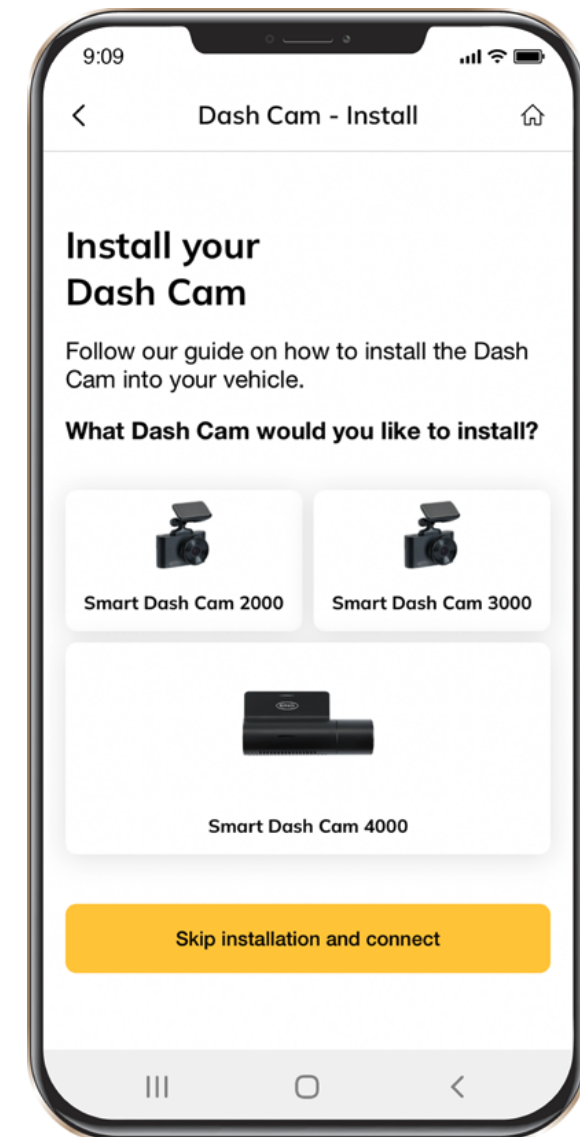 9:09
Dash Cam - Install
Install your
Dash Cam
Follow our guide on how to install the Dash
Cam into your vehicle.
What Dash Cam would you like to install?
Smart Dash Cam 2000
Smart Dash Cam 3000
RING
Smart Dash Cam 4000
Skip installation and connect